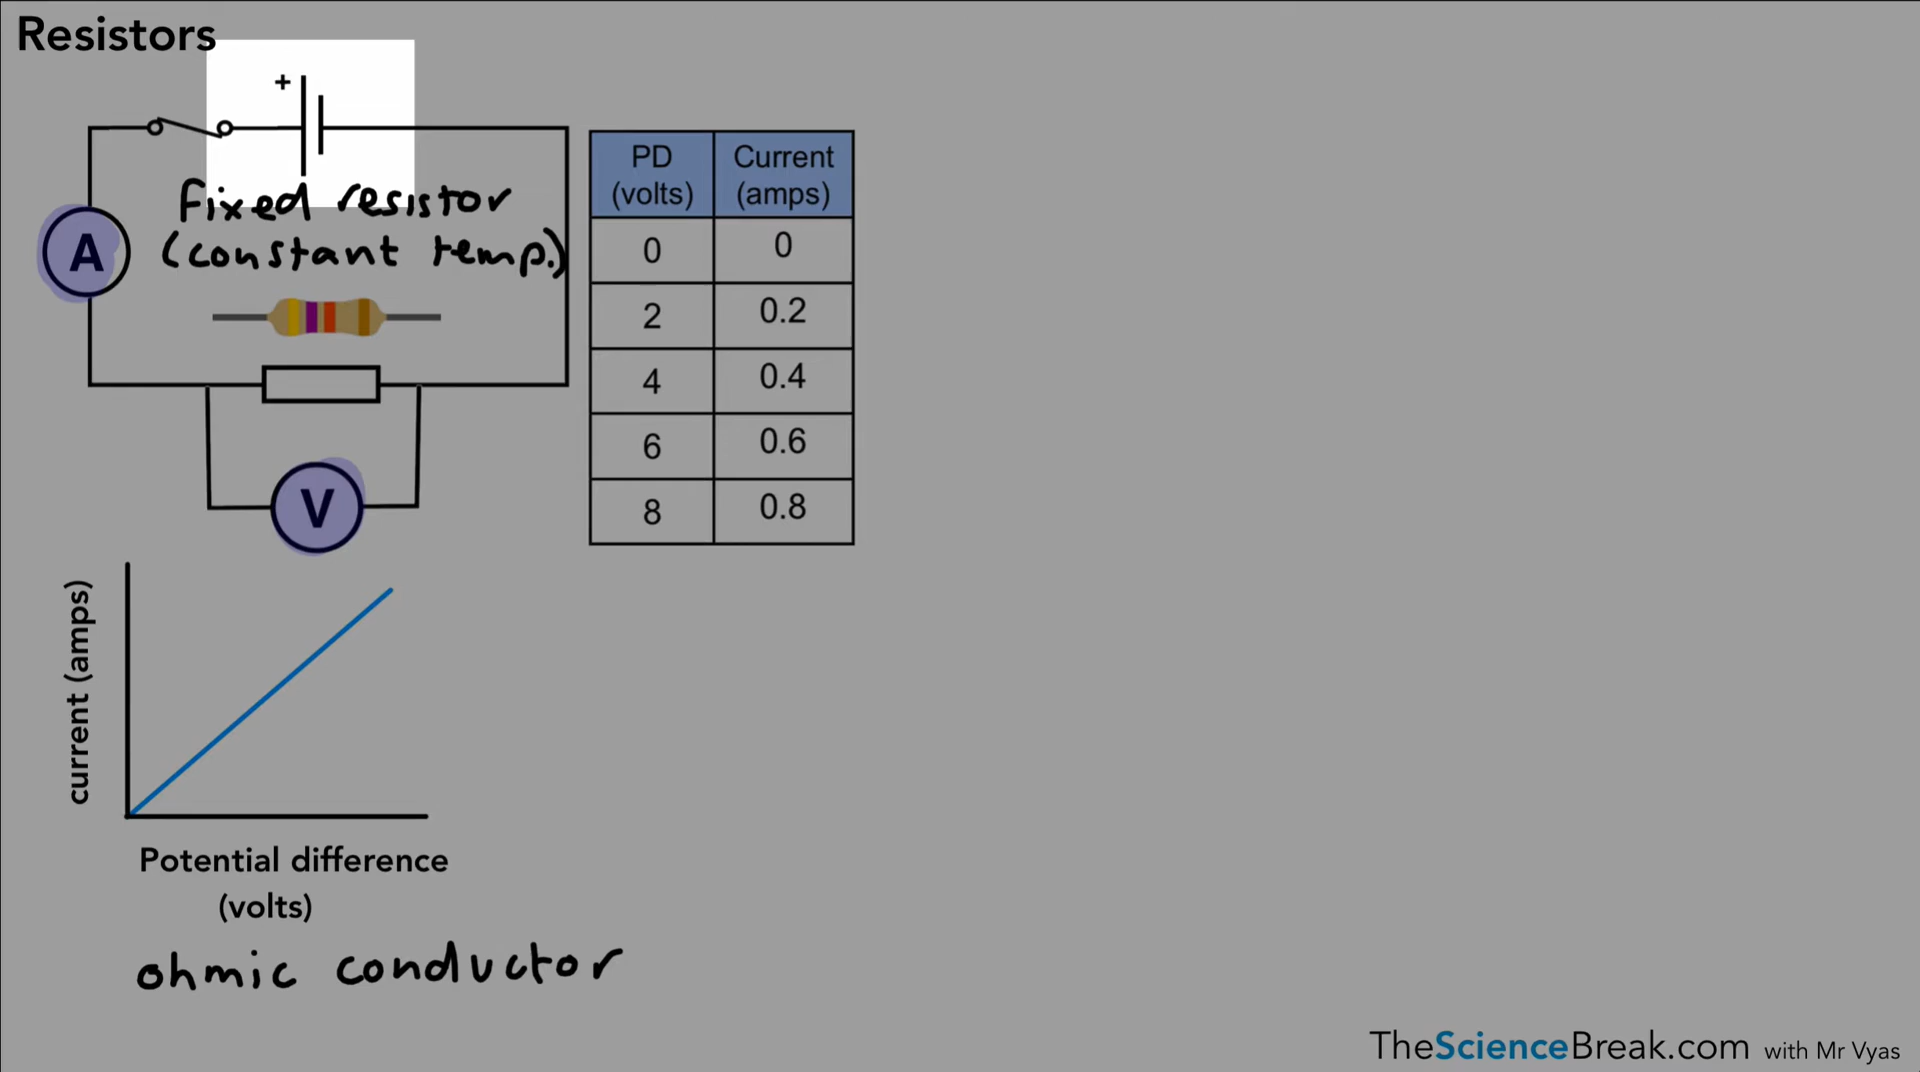 Resistors
+
fixed resistor
(constant temp.)
A
V
PD (volts) Current (amps)
0 0
2 0.2
4 0.4
6 0.6
8 0.8
current (amps)
Potential difference
(volts)
ohmic conductor
TheScienceBreak.com with Mr Vyas